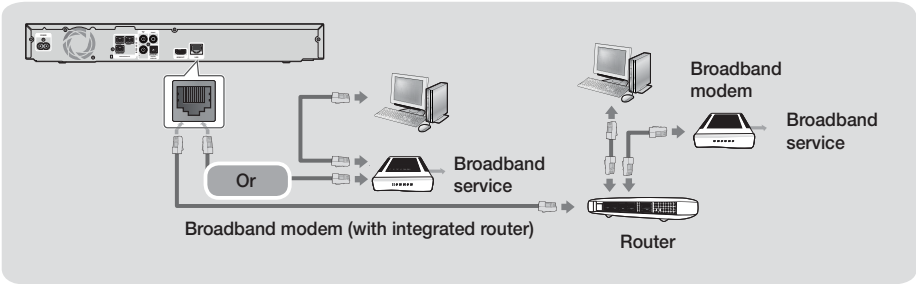 Broadband
modem
Broadband
service
Or
Broadband
service
Broadband modem (with integrated router)
Router